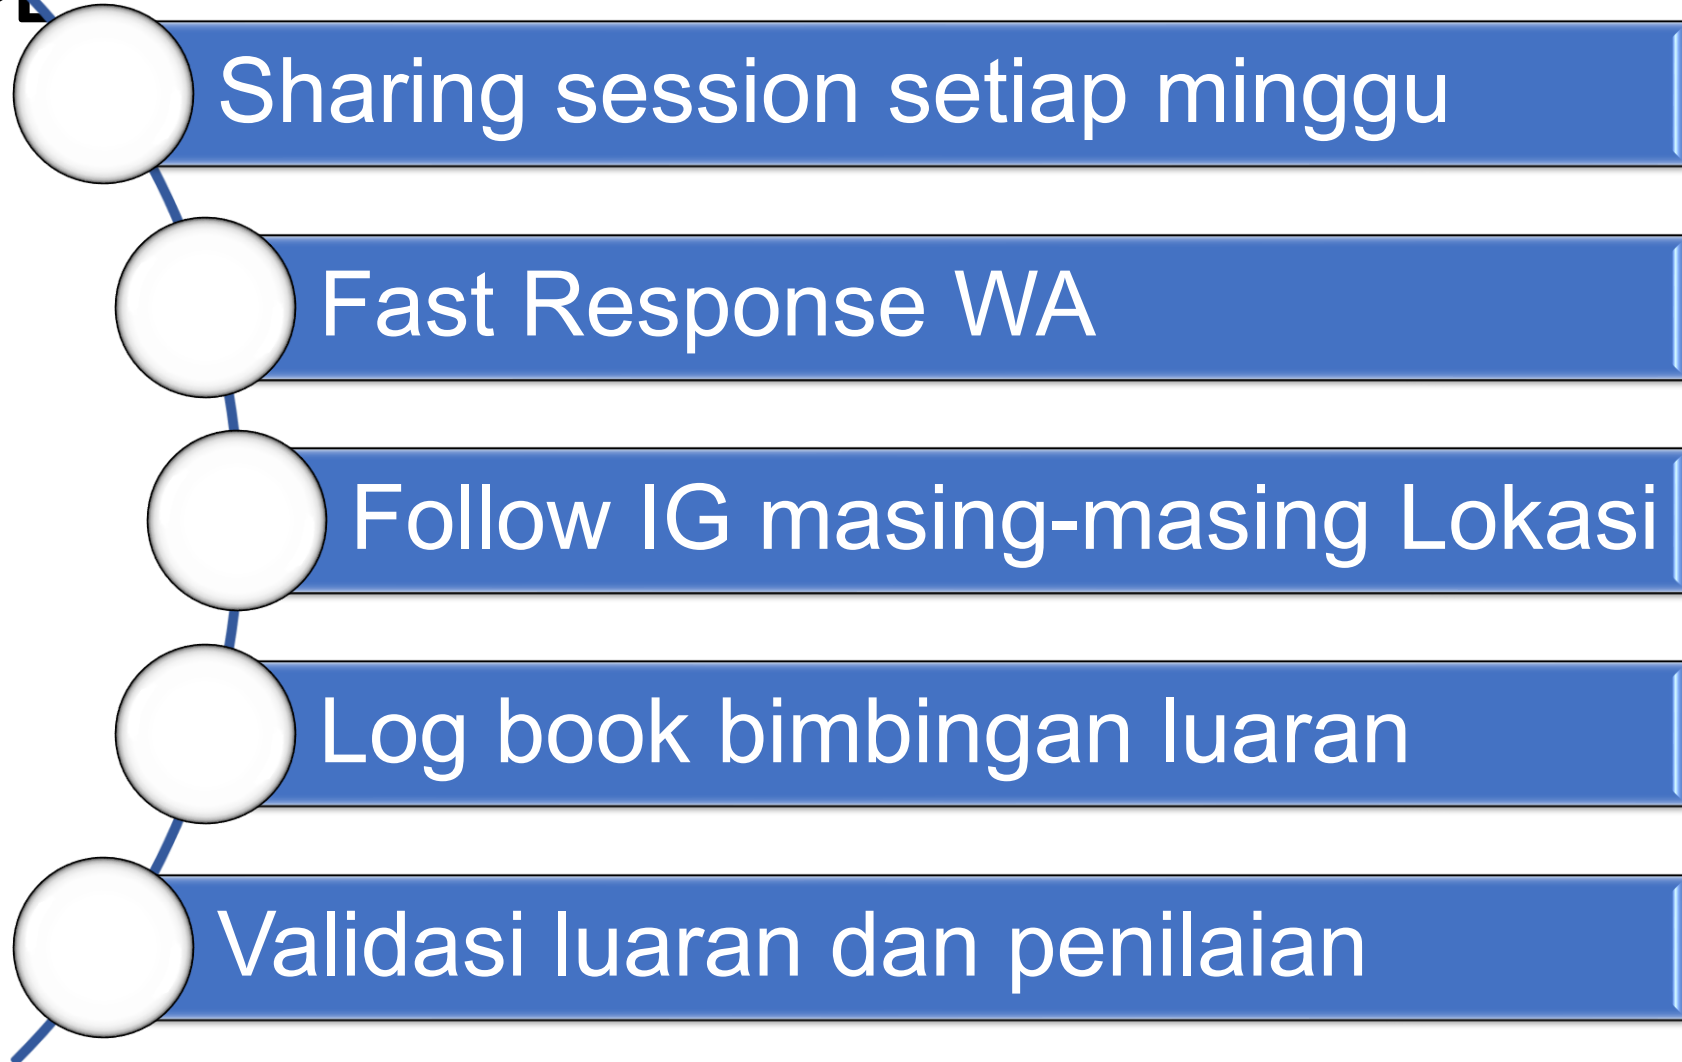 Sharing session setiap minggu
Fast Response WA
Follow IG masing-masing Lokasi
Log book bimbingan luaran
Validasi luaran dan penilaian